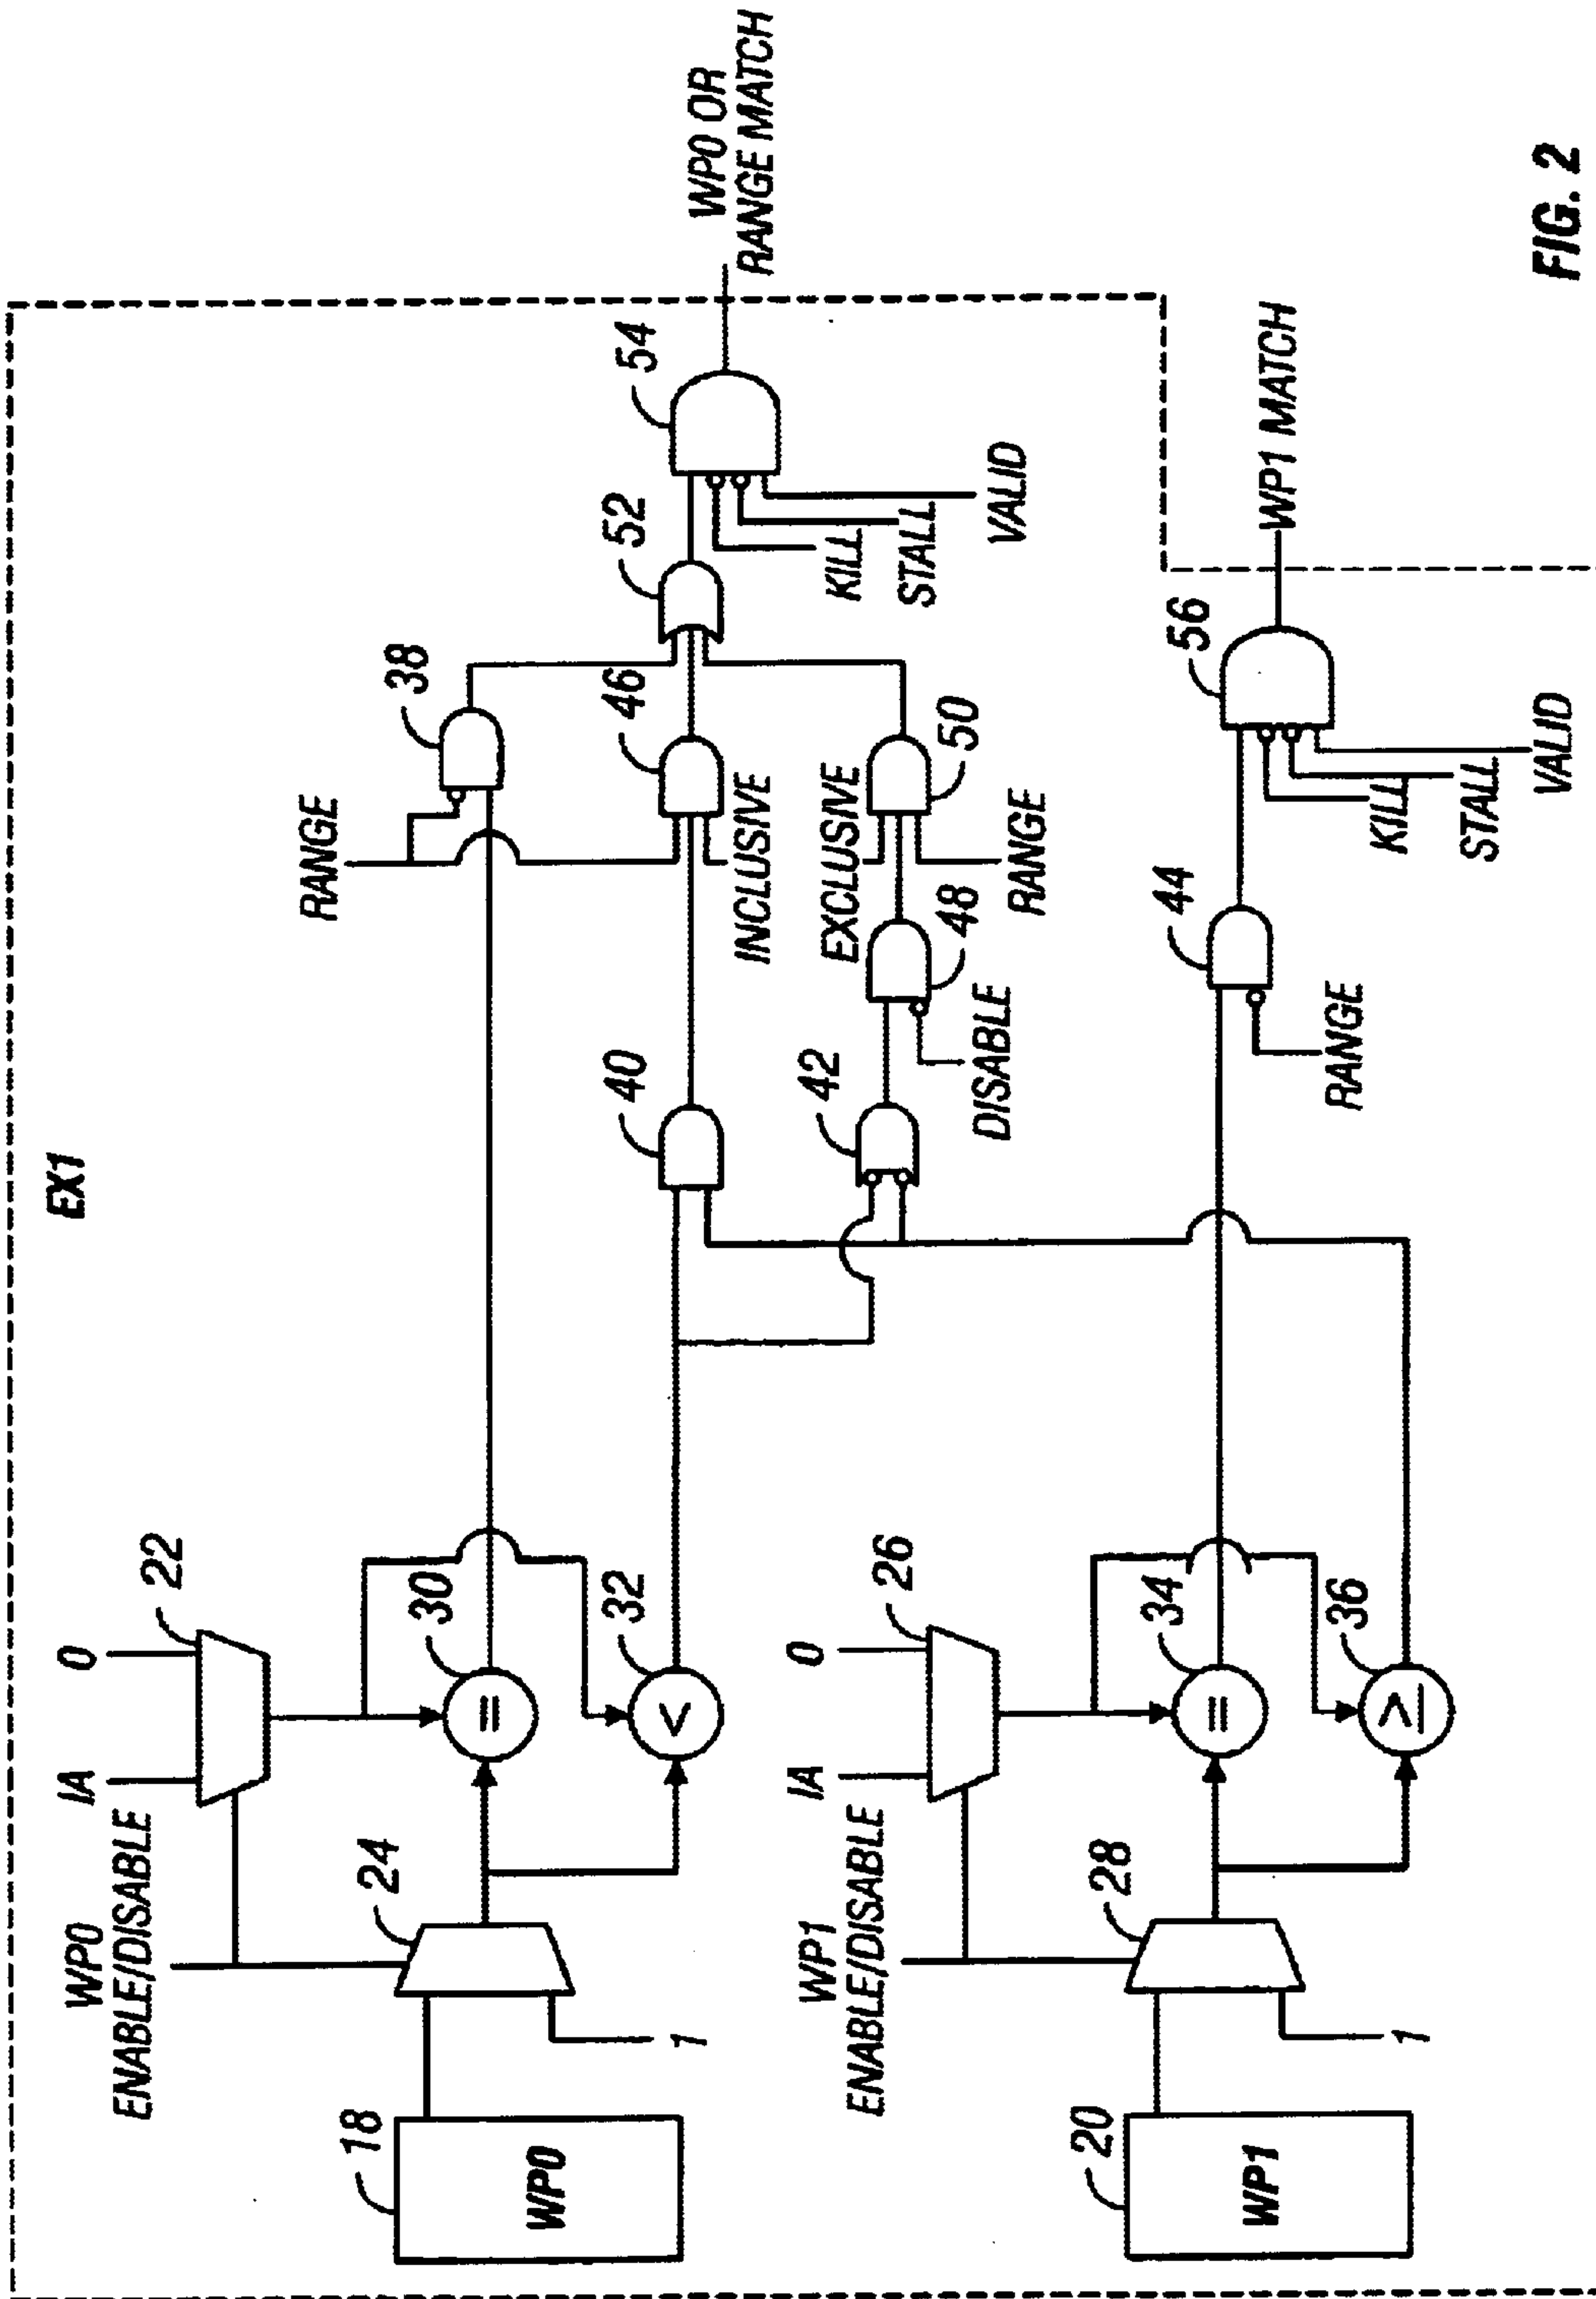 EX1
WP0
ENABLE/DISABLE
IA
0
22
24
18
WP0
1
30
=
32
<
RANGE
38
40
46
INCLUSIVE
52
54
KILL
STALL
VALID
WP0 OR
RANGE MATCH
42
DISABLE
48
EXCLUSIVE
50
RANGE
WP1
ENABLE/DISABLE
IA
0
26
28
20
WP1
1
34
=
36
≥
44
RANGE
56
KILL
STALL
VALID
WP1 MATCH
FIG. 2